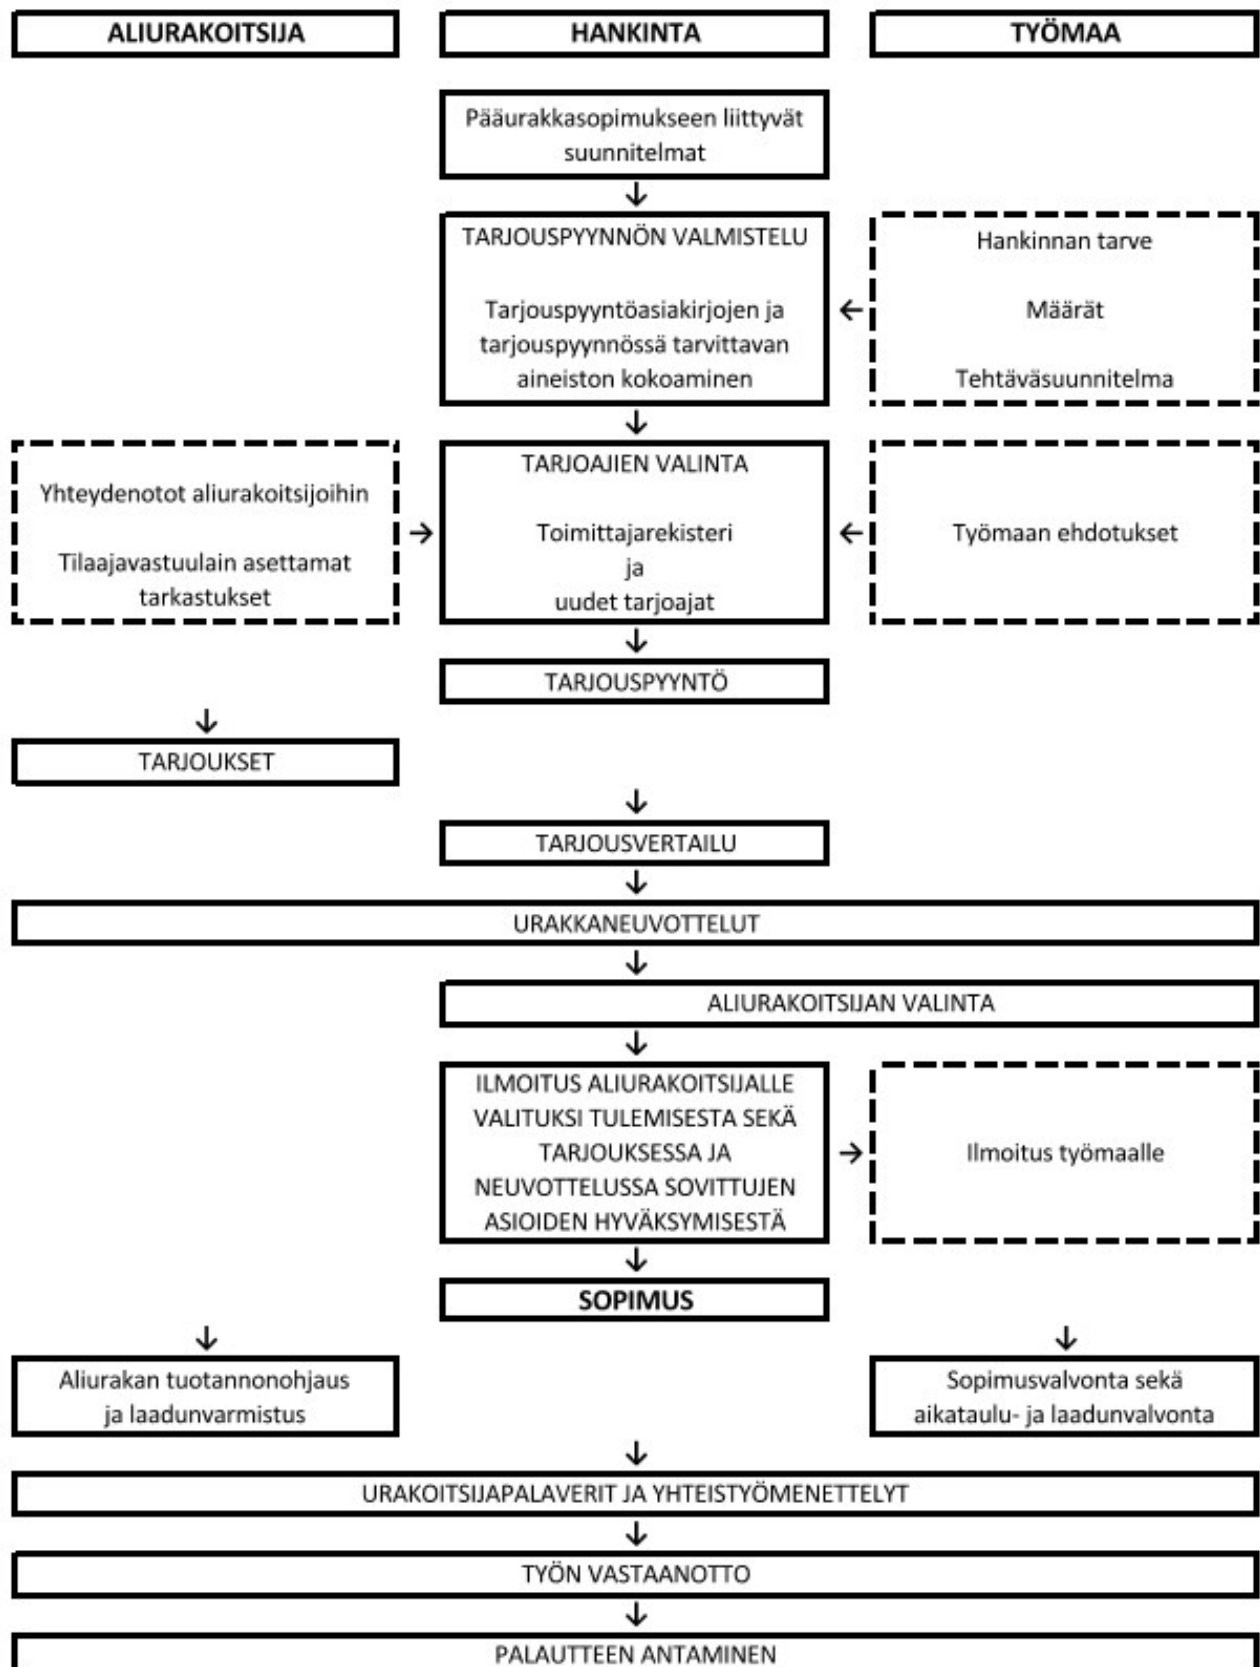 ALIURAKOITSIJA
HANKINTA
TYÖMAA
Pääurakkasopimukseen liittyvät
suunnitelmat
↓
TARJOUSPYYNNÖN VALMISTELU
Tarjouspyyntöasiakirjojen ja
tarjouspyynnössä tarvittavan
aineiston kokoaminen
←
Hankinnan tarve
Määrät
Tehtäväsuunnitelma
↓
Yhteydenotot aliurakoitsijoihin
Tilaajavastuulain asettamat
tarkastukset
→
TARJOAJIEN VALINTA
Toimittajarekisteri
ja
uudet tarjoajat
←
Työmaan ehdotukset
↓
TARJOUSPYYNTÖ
↓
TARJOUKSET
↓
TARJOUSVERTAILU
↓
URAKKANEUVOTTELUT
↓
ALIURAKOITSIJAN VALINTA
↓
ILMOITUS ALIURAKOITSIJALLE
VALITUKSI TULEMISESTA SEKÄ
TARJOUKSESSA JA
NEUVOTTELUSSA SOVITTUJEN
ASIOIDEN HYVÄKSYMISESTÄ
→
Ilmoitus työmaalle
↓
SOPIMUS
↓
↓
Aliurakan tuotannonohjaus
ja laadunvarmistus
Sopimusvalvonta sekä
aikataulu- ja laadunvalvonta
↓
URAKOITSIJAPALAVERIT JA YHTEISTYÖMENETTELYT
↓
TYÖN VASTAANOTTO
↓
PALAUTTEEN ANTAMINEN